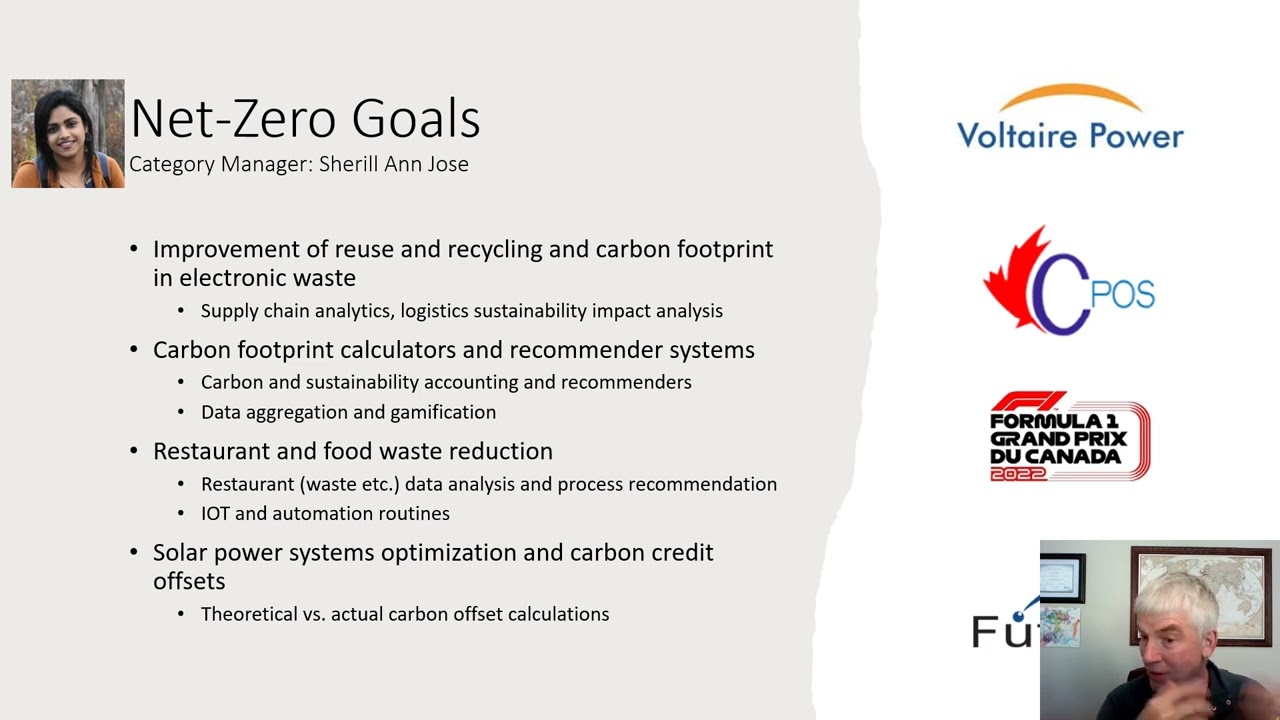 Net-Zero Goals
Category Manager: Sherill Ann Jose
• Improvement of reuse and recycling and carbon footprint
in electronic waste
• Supply chain analytics, logistics sustainability impact analysis
• Carbon footprint calculators and recommender systems
• Carbon and sustainability accounting and recommenders
• Data aggregation and gamification
• Restaurant and food waste reduction
• Restaurant (waste etc.) data analysis and process recommendation
• IOT and automation routines
• Solar power systems optimization and carbon credit
offsets
• Theoretical vs. actual carbon offset calculations
Voltaire Power
CPOS
F1
FORMULA 1
GRAND PRIX
DU CANADA
2022